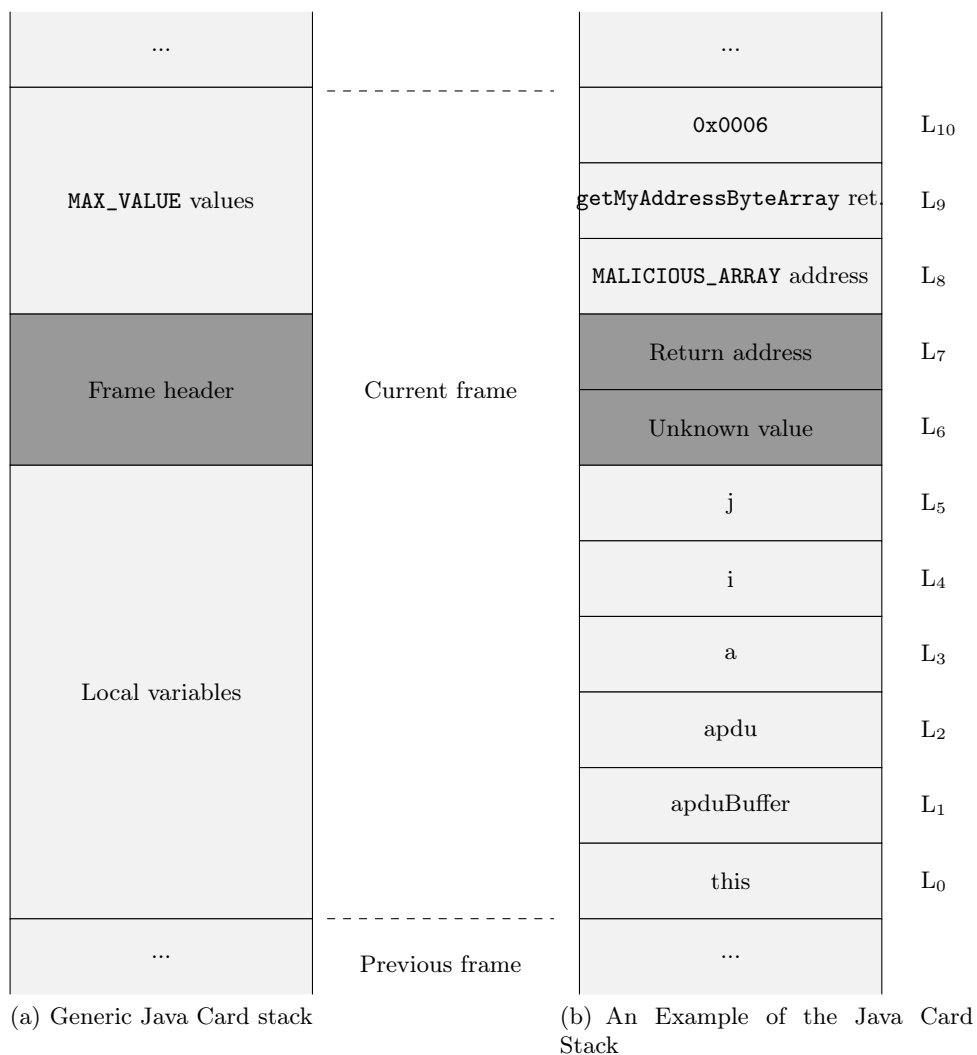 ...
MAX_VALUE values
Frame header
Local variables
...
(a) Generic Java Card stack
Current frame
Previous frame
...
0x0006
L10
getMyAddressByteArray ret.
L9
MALICIOUS_ARRAY address
L8
Return address
L7
Unknown value
L6
j
L5
i
L4
a
L3
apdu
L2
apduBuffer
L1
this
L0
...
(b) An Example of the Java Card
Stack